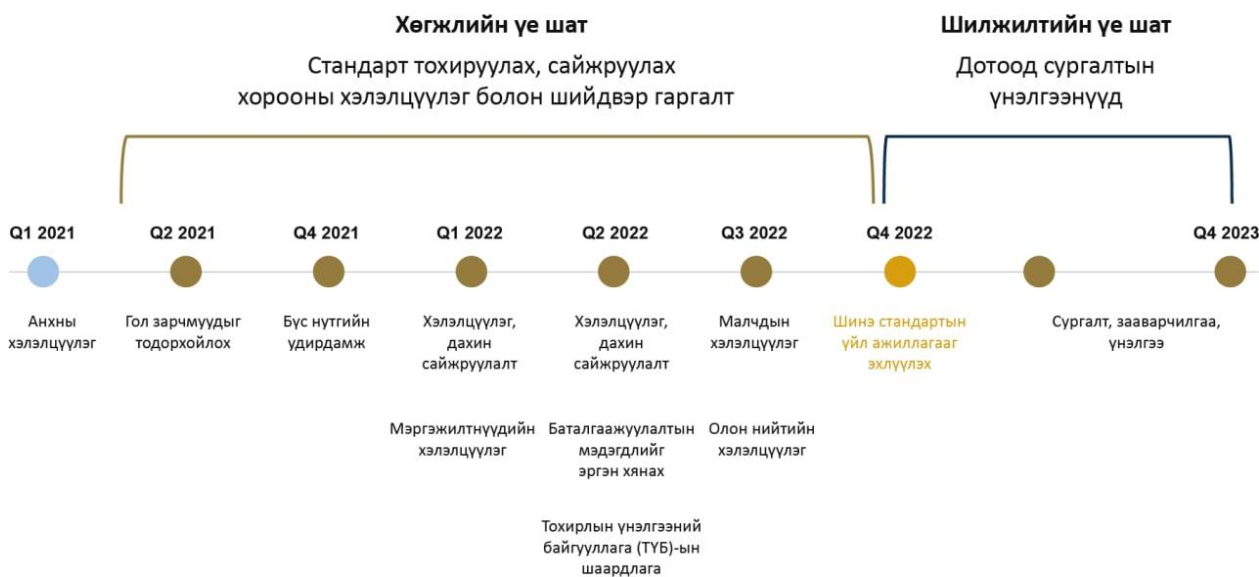 Хөгжлийн үе шат
Стандарт тохируулах, сайжруулах
хорооны хэлэлцүүлэг болон шийдвэр гаргалт
Шилжилтийн үе шат
Дотоод сургалтын
үнэлгээнүүд
Q1 2021
Q2 2021
Q4 2021
Q1 2022
Q2 2022
Q3 2022
Q4 2022
Q4 2023
Анхны
хэлэлцүүлэг
Гол зарчмуудыг
тодорхойлох
Бүс нутгийн
удирдамж
Хэлэлцүүлэг,
дахин
сайжруулалт
Хэлэлцүүлэг,
дахин
сайжруулалт
Малчдын
хэлэлцүүлэг
Шинэ стандартын
үйл ажиллагааг
эхлүүлэх
Сургалт, зааварчилгаа,
үнэлгээ
Мэргэжилтнүүдийн
хэлэлцүүлэг
Баталгаажуулалтын
мэдэгдлийг
эргэн хянах
Олон нийтийн
хэлэлцүүлэг
Тохирлын үнэлгээний
байгууллага (ТҮБ)-ын
шаардлага